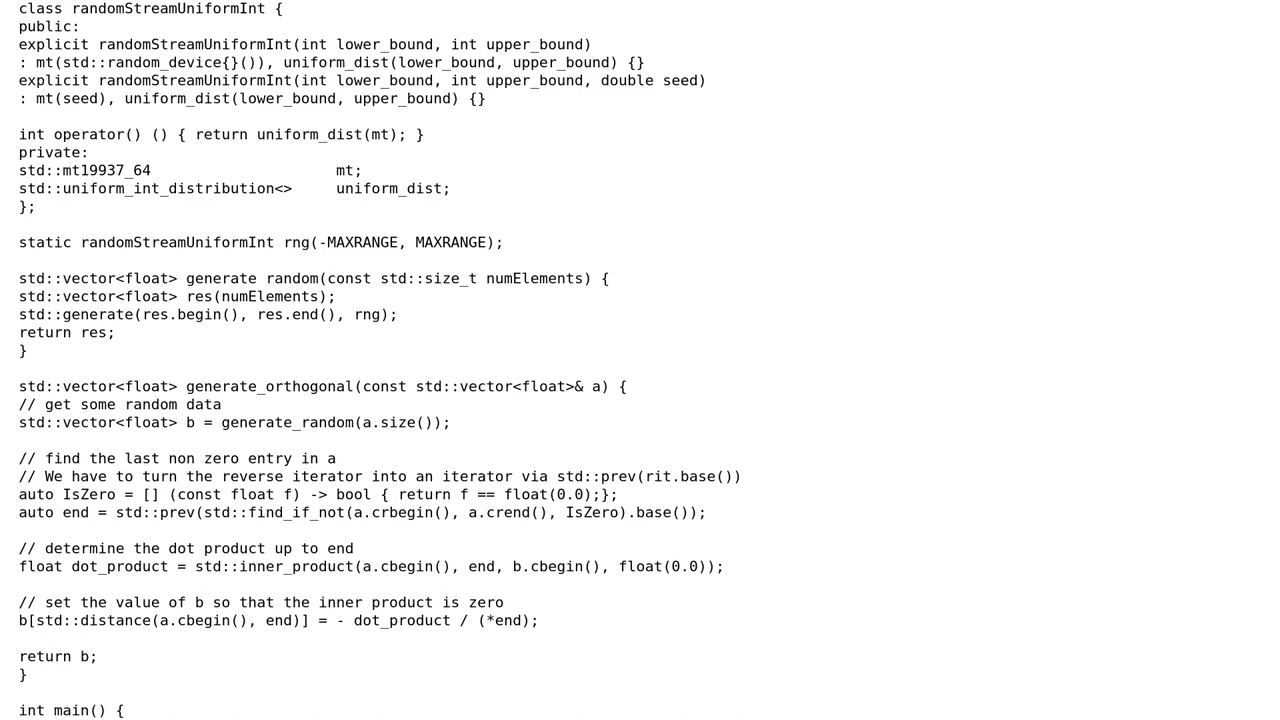 class randomStreamUniformInt {
public:
explicit randomStreamUniformInt(int lower_bound, int upper_bound)
: mt(std::random_device{}()), uniform_dist(lower_bound, upper_bound) {}
explicit randomStreamUniformInt(int lower_bound, int upper_bound, double seed)
: mt(seed), uniform_dist(lower_bound, upper_bound) {}

int operator() () { return uniform_dist(mt); }
private:
std::mt19937_64                     mt;
std::uniform_int_distribution<>     uniform_dist;
};

static randomStreamUniformInt rng(-MAXRANGE, MAXRANGE);

std::vector<float> generate random(const std::size_t numElements) {
std::vector<float> res(numElements);
std::generate(res.begin(), res.end(), rng);
return res;
}

std::vector<float> generate_orthogonal(const std::vector<float>& a) {
// get some random data
std::vector<float> b = generate_random(a.size());

// find the last non zero entry in a
// We have to turn the reverse iterator into an iterator via std::prev(rit.base())
auto IsZero = [] (const float f) -> bool { return f == float(0.0);};
auto end = std::prev(std::find_if_not(a.crbegin(), a.crend(), IsZero).base());

// determine the dot product up to end
float dot_product = std::inner_product(a.cbegin(), end, b.cbegin(), float(0.0));

// set the value of b so that the inner product is zero
b[std::distance(a.cbegin(), end)] = - dot_product / (*end);

return b;
}

int main() {